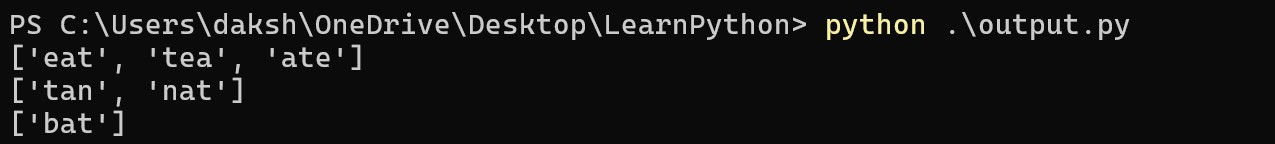 PS C:\Users\daksh\OneDrive\Desktop\LearnPython> python .\output.py
['eat', 'tea', 'ate']
['tan', 'nat']
['bat']